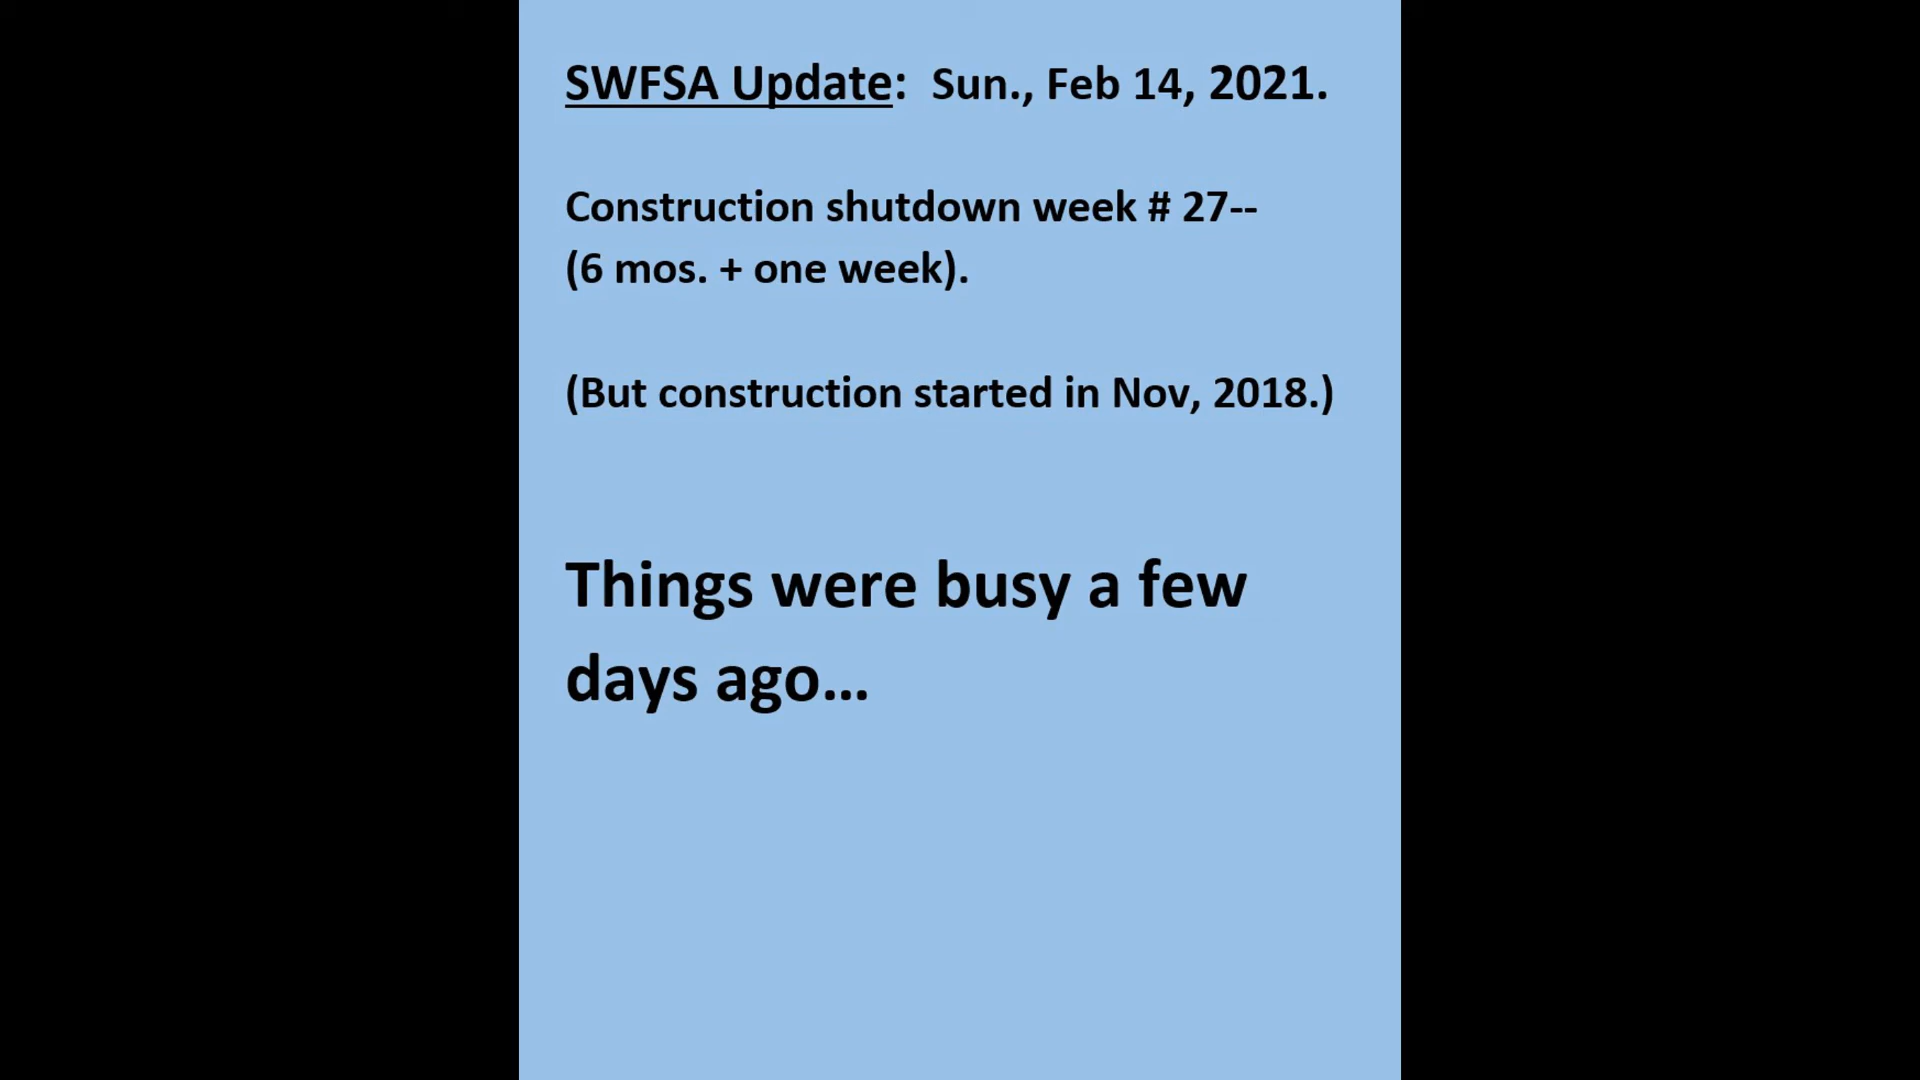 SWFSA Update:  Sun., Feb 14, 2021.
Construction shutdown week # 27--
(6 mos. + one week).
(But construction started in Nov, 2018.)
Things were busy a few
days ago...